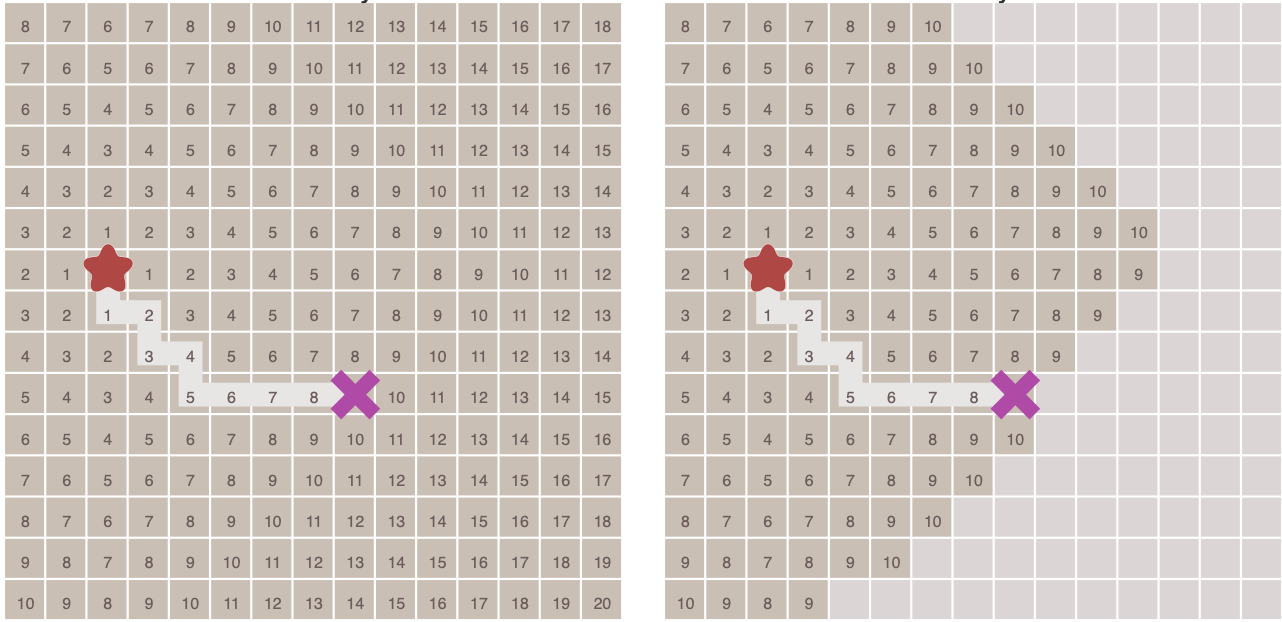 8 7 6 7 8 9 10 11 12 13 14 15 16 17 18
7 6 5 6 7 8 9 10 11 12 13 14 15 16 17
6 5 4 5 6 7 8 9 10 11 12 13 14 15 16
5 4 3 4 5 6 7 8 9 10 11 12 13 14 15
4 3 2 3 4 5 6 7 8 9 10 11 12 13 14
3 2 1 2 3 4 5 6 7 8 9 10 11 12 13
2 1 1 2 3 4 5 6 7 8 9 10 11 12
3 2 1 2 3 4 5 6 7 8 9 10 11 12 13
4 3 2 3 4 5 6 7 8 9 10 11 12 13 14
5 4 3 4 5 6 7 8 10 11 12 13 14 15
6 5 4 5 6 7 8 9 10 11 12 13 14 15 16
7 6 5 6 7 8 9 10 11 12 13 14 15 16 17
8 7 6 7 8 9 10 11 12 13 14 15 16 17 18
9 8 7 8 9 10 11 12 13 14 15 16 17 18 19
10 9 8 9 10 11 12 13 14 15 16 17 18 19 20
8 7 6 7 8 9 10
7 6 5 6 7 8 9 10
6 5 4 5 6 7 8 9 10
5 4 3 4 5 6 7 8 9 10
4 3 2 3 4 5 6 7 8 9 10
3 2 1 2 3 4 5 6 7 8 9 10
2 1 1 2 3 4 5 6 7 8 9
3 2 1 2 3 4 5 6 7 8 9
4 3 2 3 4 5 6 7 8 9
5 4 3 4 5 6 7 8
6 5 4 5 6 7 8 9 10
7 6 5 6 7 8 9 10
8 7 6 7 8 9 10
9 8 7 8 9 10
10 9 8 9